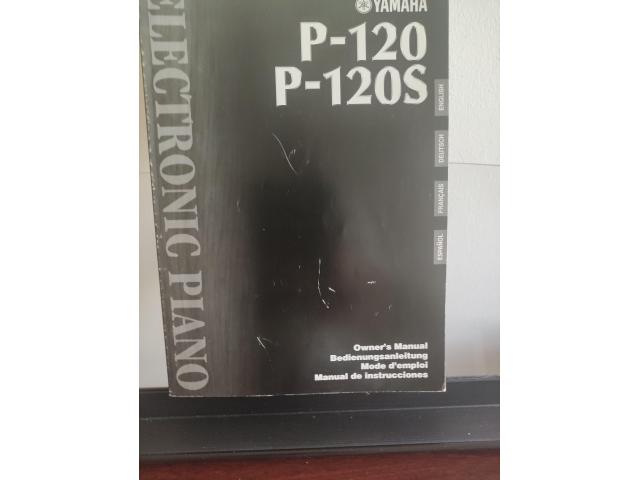 YAMAHA
P-120
P-120S
ELECTRONIC PIANO
ENGLISH
DEUTSCH
FRANÇAIS
ESPAÑOL
Owner's Manual
Bedienungsanleitung
Mode d'emploi
Manual de instrucciones